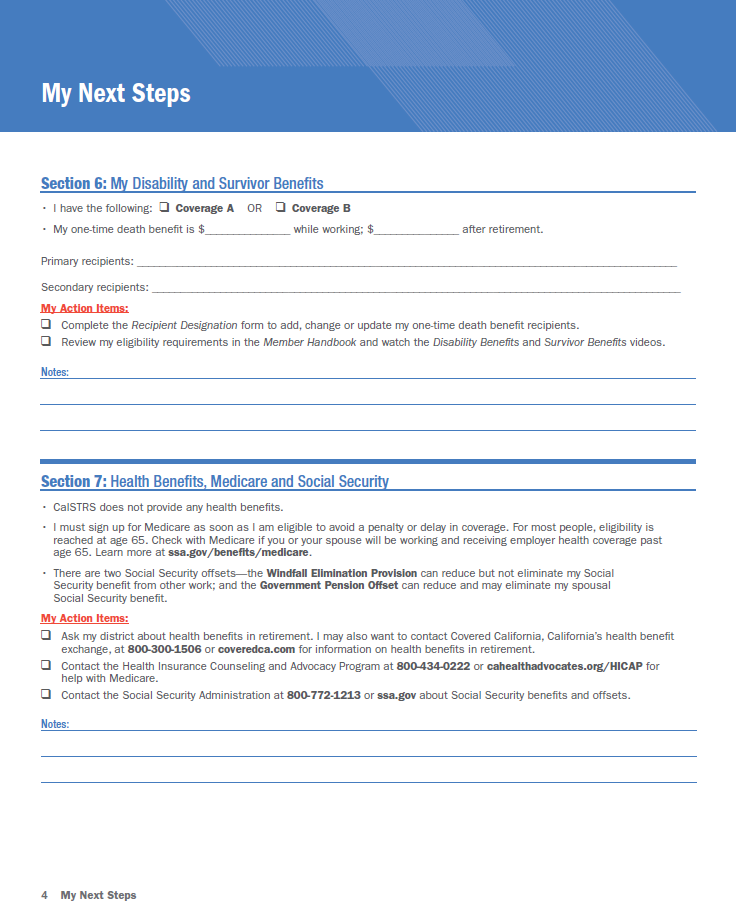 My Next Steps
Section 6: My Disability and Survivor Benefits
• I have the following: ❑ Coverage A OR ❑ Coverage B
• My one-time death benefit is $______________ while working; $______________ after retirement.
Primary recipients: ______________________________________________
Secondary recipients: ______________________________________________
My Action Items:
❑ Complete the Recipient Designation form to add, change or update my one-time death benefit recipients.
❑ Review my eligibility requirements in the Member Handbook and watch the Disability Benefits and Survivor Benefits videos.
Notes:
Section 7: Health Benefits, Medicare and Social Security
• CalSTRS does not provide any health benefits.
• I must sign up for Medicare as soon as I am eligible to avoid a penalty or delay in coverage. For most people, eligibility is
reached at age 65. Check with Medicare if you or your spouse will be working and receiving employer health coverage past
age 65. Learn more at ssa.gov/benefits/medicare.
• There are two Social Security offsets—the Windfall Elimination Provision can reduce but not eliminate my Social
Security benefit from other work; and the Government Pension Offset can reduce and may eliminate my spousal
Social Security benefit.
My Action Items:
❑ Ask my district about health benefits in retirement. I may also want to contact Covered California, California's health benefit
exchange, at 800-300-1506 or coveredca.com for information on health benefits in retirement.
❑ Contact the Health Insurance Counseling and Advocacy Program at 800-434-0222 or cahealthadvocates.org/HICAP for
help with Medicare.
❑ Contact the Social Security Administration at 800-772-1213 or ssa.gov about Social Security benefits and offsets.
Notes:
4 My Next Steps